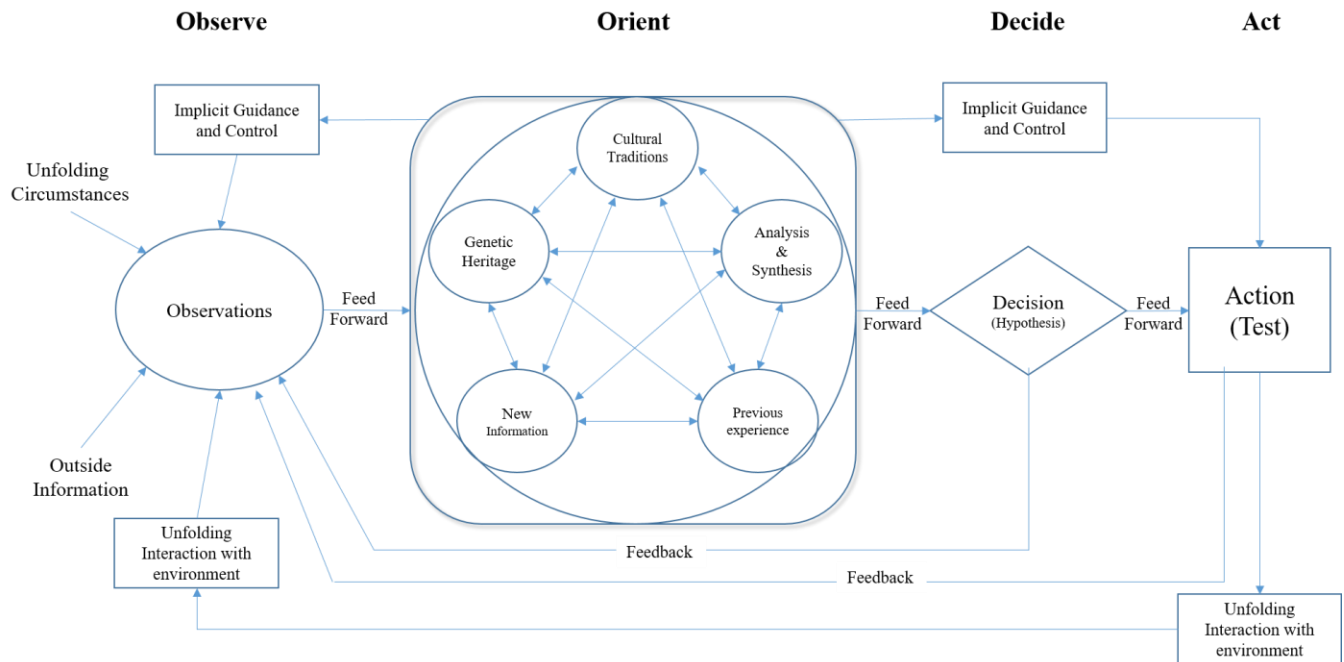 Observe
Orient
Decide
Act
Implicit Guidance
and Control
Unfolding
Circumstances
Observations
Outside
Information
Unfolding
Interaction with
environment
Feed
Forward
Cultural
Traditions
Genetic
Heritage
Analysis
&
Synthesis
New
Information
Previous
experience
Feed
Forward
Implicit Guidance
and Control
Decision
(Hypothesis)
Feed
Forward
Action
(Test)
Feedback
Feedback
Unfolding
Interaction with
environment